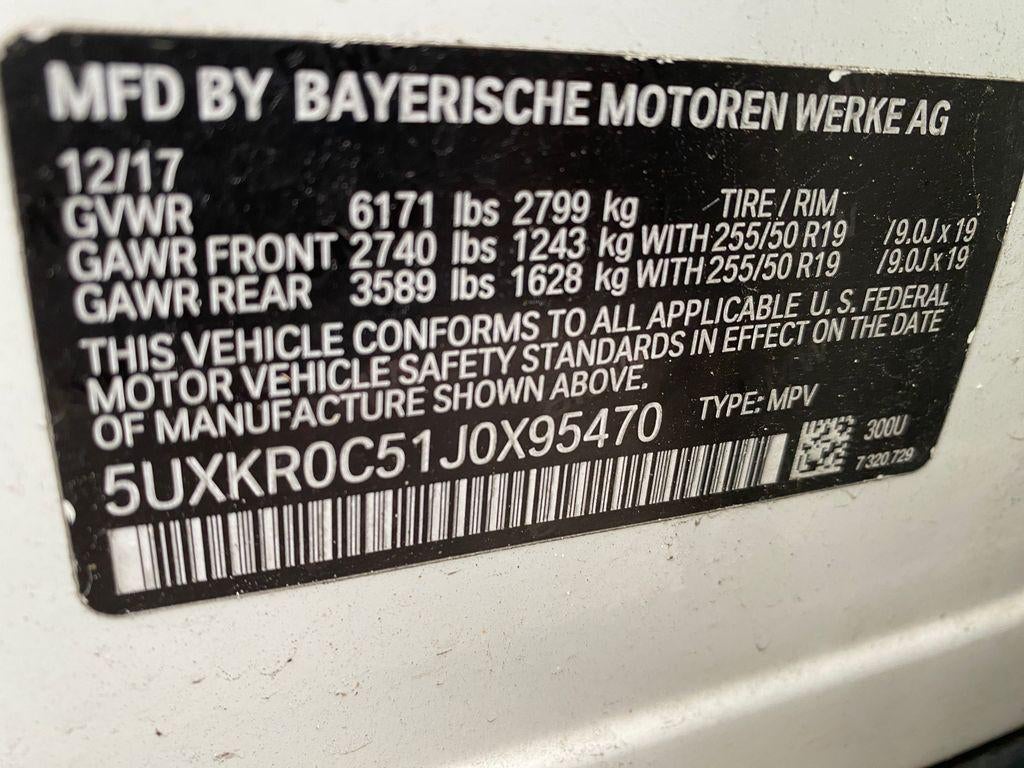 MFD BY BAYERISCHE MOTOREN WERKE AG
12/17
GVWR 6171 lbs 2799 kg TIRE / RIM
GAWR FRONT 2740 lbs 1243 kg WITH 255/50 R19 /9.0J x 19
GAWR REAR 3589 lbs 1628 kg WITH 255/50 R19 /9.0J x 19
THIS VEHICLE CONFORMS TO ALL APPLICABLE U. S. FEDERAL
MOTOR VEHICLE SAFETY STANDARDS IN EFFECT ON THE DATE
OF MANUFACTURE SHOWN ABOVE.
5UXKR0C51J0X95470 TYPE: MPV
300U
7 320 729